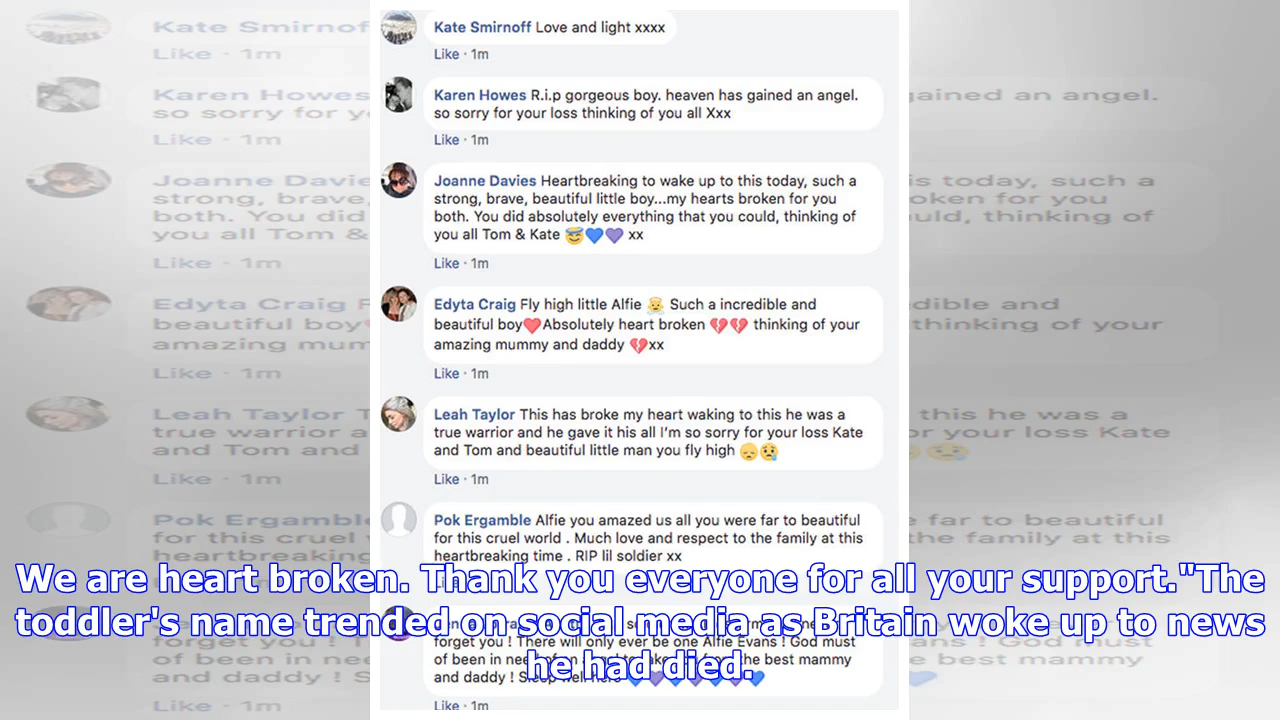 Kate Smirnoff Love and light xxxx
Like · 1m
Karen Howes R.i.p gorgeous boy. heaven has gained an angel.
so sorry for your loss thinking of you all Xxx
Like · 1m
Joanne Davies Heartbreaking to wake up to this today, such a
strong, brave, beautiful little boy...my hearts broken for you
both. You did absolutely everything that you could, thinking of
you all Tom & Kate 😇💙💜 xx
Like · 1m
Edyta Craig Fly high little Alfie 👼 Such a incredible and
beautiful boy❤️Absolutely heart broken 💔💔 thinking of your
amazing mummy and daddy 💔xx
Like · 1m
Leah Taylor This has broke my heart waking to this he was a
true warrior and he gave it his all I'm so sorry for your loss Kate
and Tom and beautiful little man you fly high 😞😢
Like · 1m
Pok Ergamble Alfie you amazed us all you were far to beautiful
for this cruel world . Much love and respect to the family at this
heartbreaking time . RIP lil soldier xx
We are heart broken. Thank you everyone for all your support."The
toddler's name trended on social media as Britain woke up to news
he had died.
forget you ! There will only ever be one Alfie Evans ! God must
of been in the best mammy
and daddy !
Like · 1m